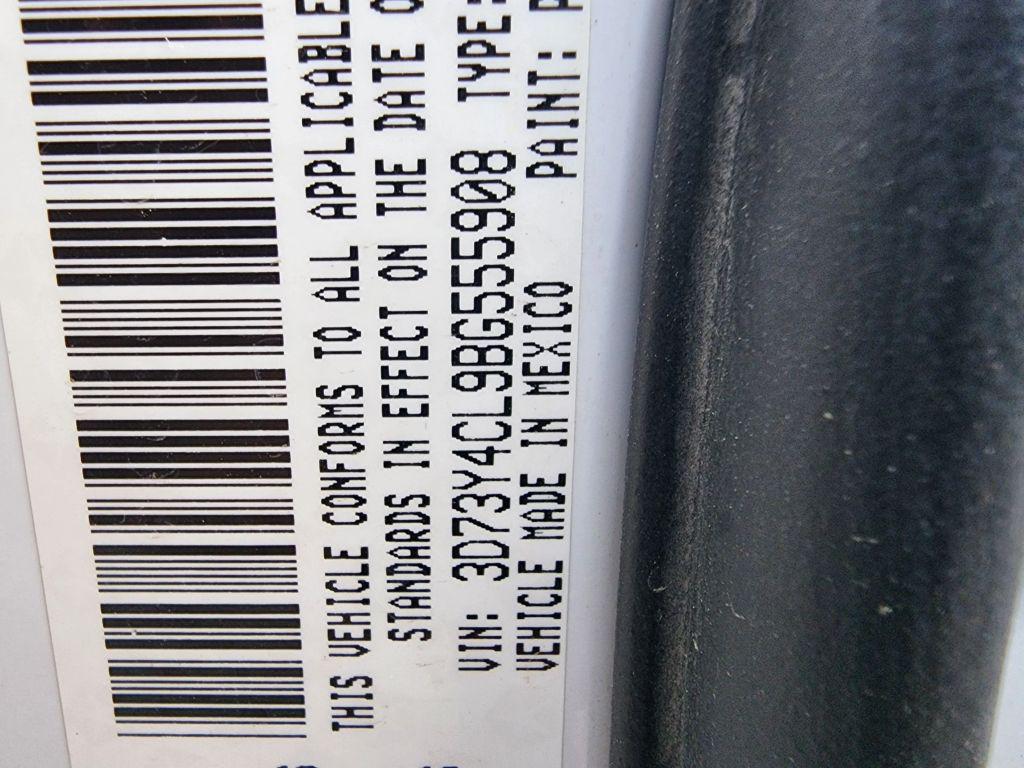 THIS VEHICLE CONFORMS TO ALL APPLICABLE
STANDARDS IN EFFECT ON THE DATE O
VIN: 3D73Y4CL9BG555908 TYPE:
VEHICLE MADE IN MEXICO PAINT: P